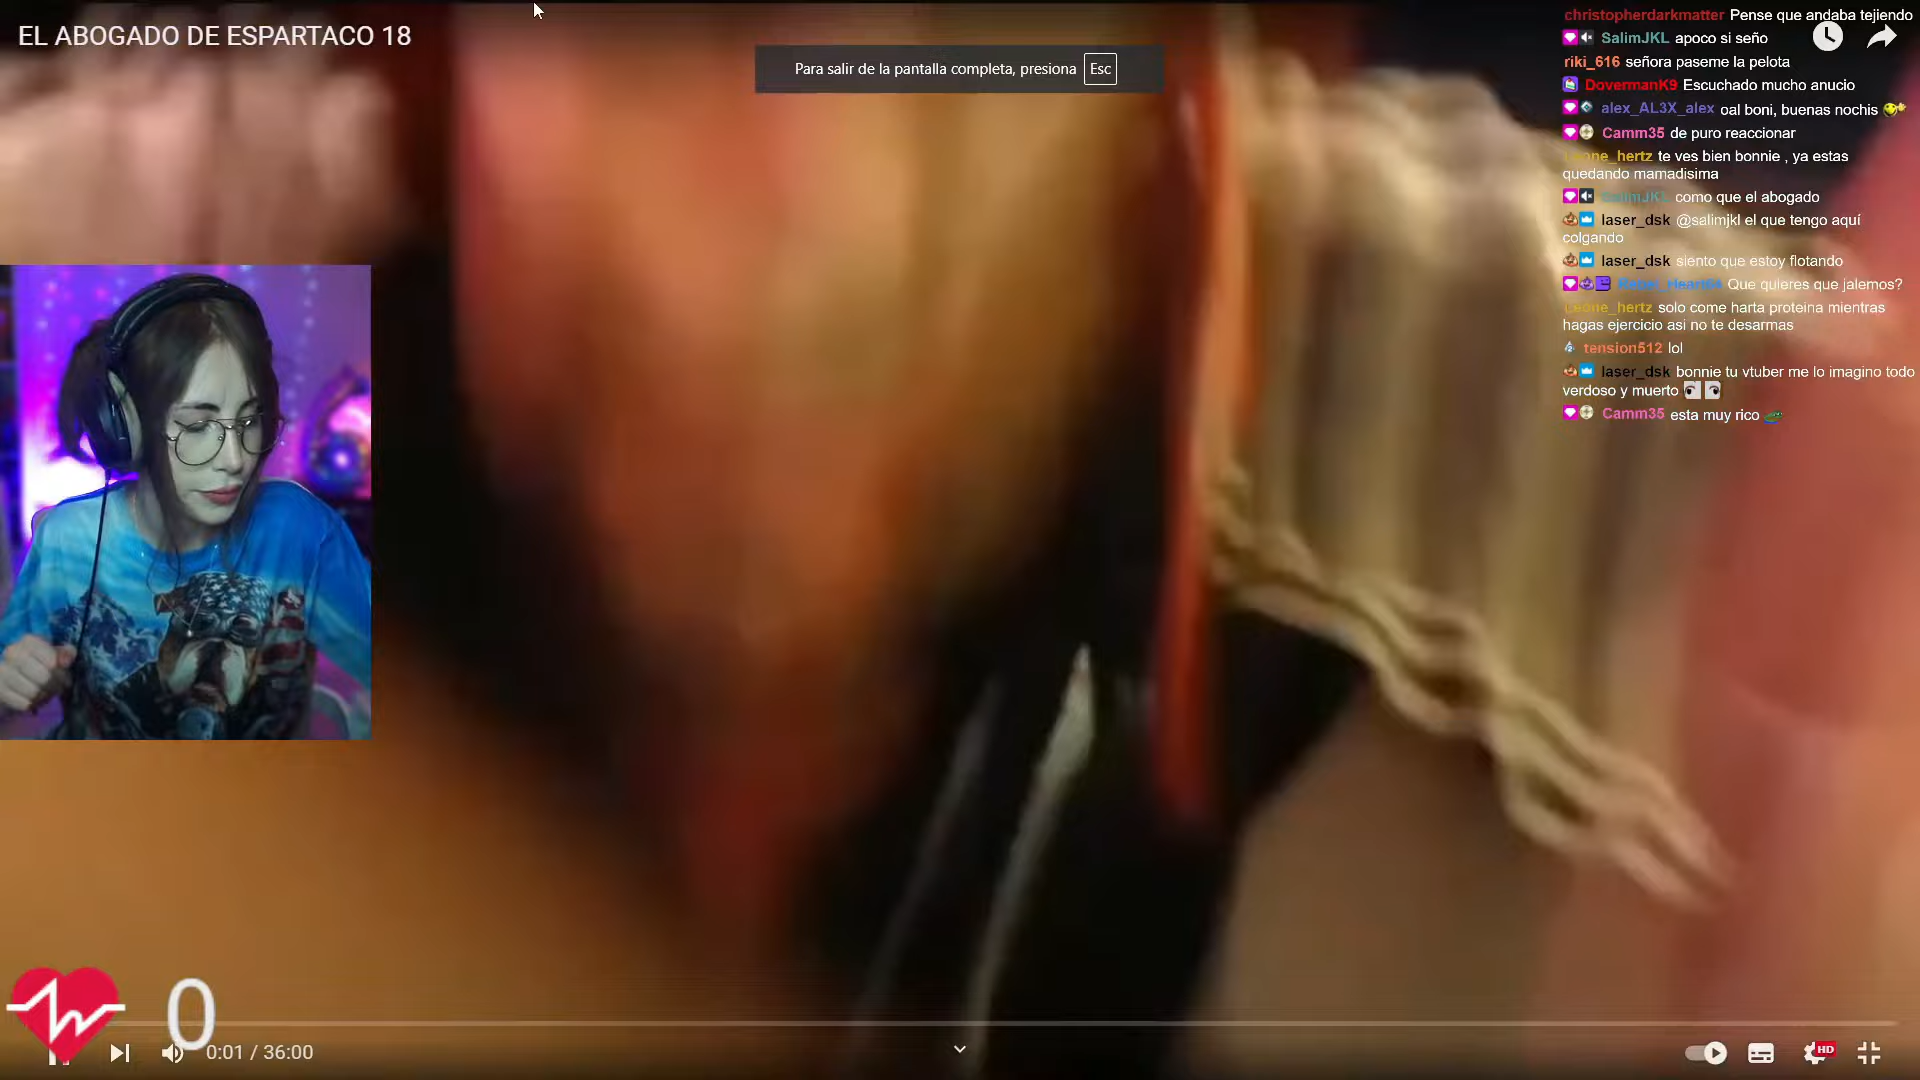 EL ABOGADO DE ESPARTACO 18
Para salir de la pantalla completa, presiona Esc
christopherdarkmatter Pense que andaba tejiendo
SalimJKL apoco si seño
riki_616 señora paseme la pelota
DovermanK9 Escuchado mucho anucio
alex_AL3X_alex oal boni, buenas nochis
Camm35 de puro reaccionar
Leone_hertz te ves bien bonnie , ya estas
quedando mamadisima
SalimJKL como que el abogado
laser_dsk @salimjkl el que tengo aquí
colgando
laser_dsk siento que estoy flotando
Que quieres que jalemos?
Leone_hertz solo come harta proteina mientras
hagas ejercicio asi no te desarmas
tension512 lol
laser_dsk bonnie tu vtuber me lo imagino todo
verdoso y muerto
Camm35 esta muy rico
0
0:01 / 36:00
HD